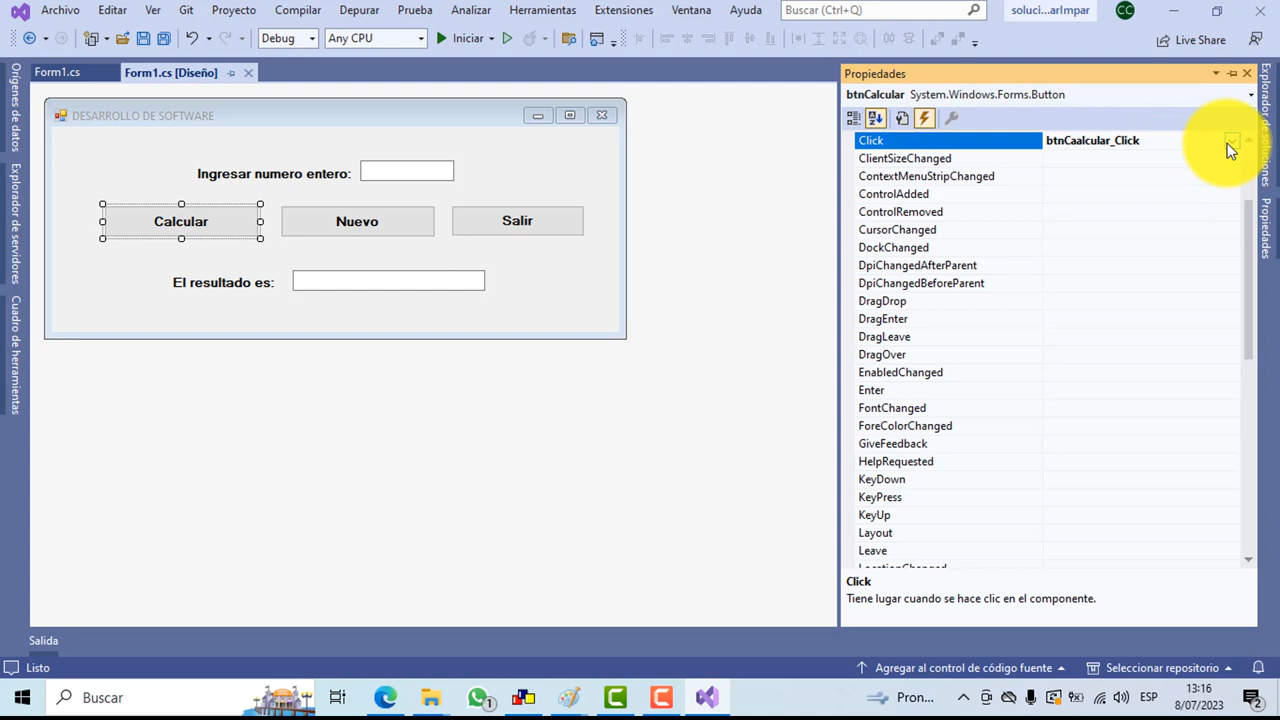 Archivo Editar Ver Git Proyecto Compilar Depurar Prueba Analizar Herramientas Extensiones Ventana Ayuda Buscar (Ctrl+Q) soluci...arImpar CC
Debug Any CPU Iniciar Live Share
Form1.cs Form1.cs [Diseño]
Orígenes de datos
Explorador de servidores
Cuadro de herramientas
DESARROLLO DE SOFTWARE
Ingresar numero entero:
Calcular Nuevo Salir
El resultado es:
Propiedades
btnCalcular System.Windows.Forms.Button
Click btnCaalcular_Click
ClientSizeChanged
ContextMenuStripChanged
ControlAdded
ControlRemoved
CursorChanged
DockChanged
DpiChangedAfterParent
DpiChangedBeforeParent
DragDrop
DragEnter
DragLeave
DragOver
EnabledChanged
Enter
FontChanged
ForeColorChanged
GiveFeedback
HelpRequested
KeyDown
KeyPress
KeyUp
Layout
Leave
LocationChanged
Click
Tiene lugar cuando se hace clic en el componente.
Explorador de soluciones
Propiedades
Salida
Listo Agregar al control de código fuente Seleccionar repositorio
Buscar 1 Pron... ESP 13:16
8/07/2023 2